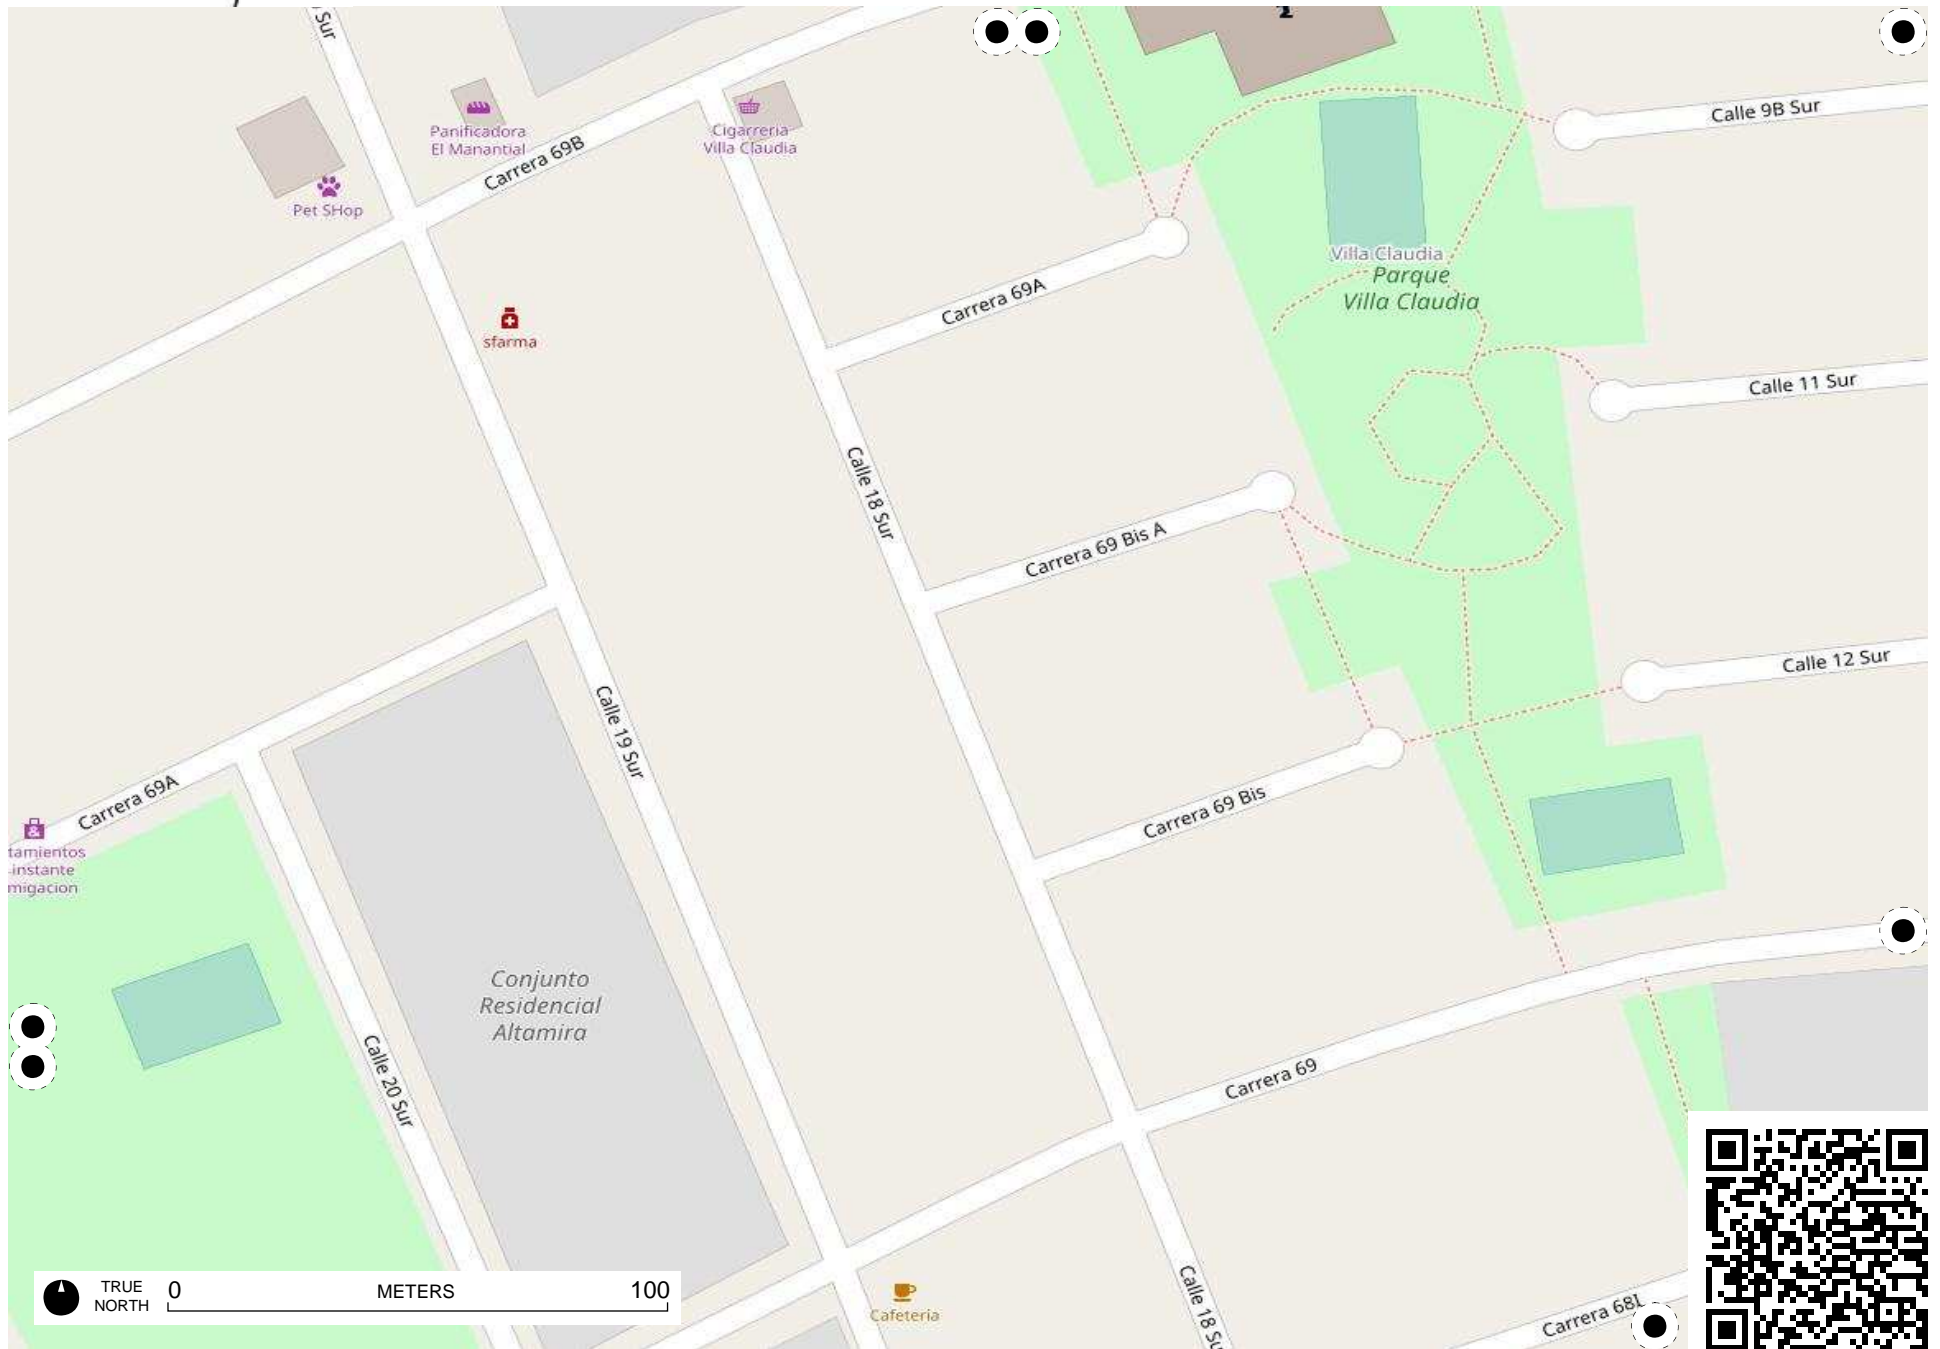 Sur
Panificadora
El Manantial
Carrera 69B
Cigarreria
Villa Claudia
Calle 9B Sur
Pet SHop
Villa Claudia
Parque
Villa Claudia
Carrera 69A
sfarma
Calle 11 Sur
Calle 18 Sur
Carrera 69 Bis A
Calle 12 Sur
Calle 19 Sur
Carrera 69A
Carrera 69 Bis
tamientos
instante
migacion
Conjunto
Residencial
Altamira
Calle 20 Sur
Carrera 69
TRUE
NORTH
0 METERS 100
Cafeteria
Calle 18 Su
Carrera 68I